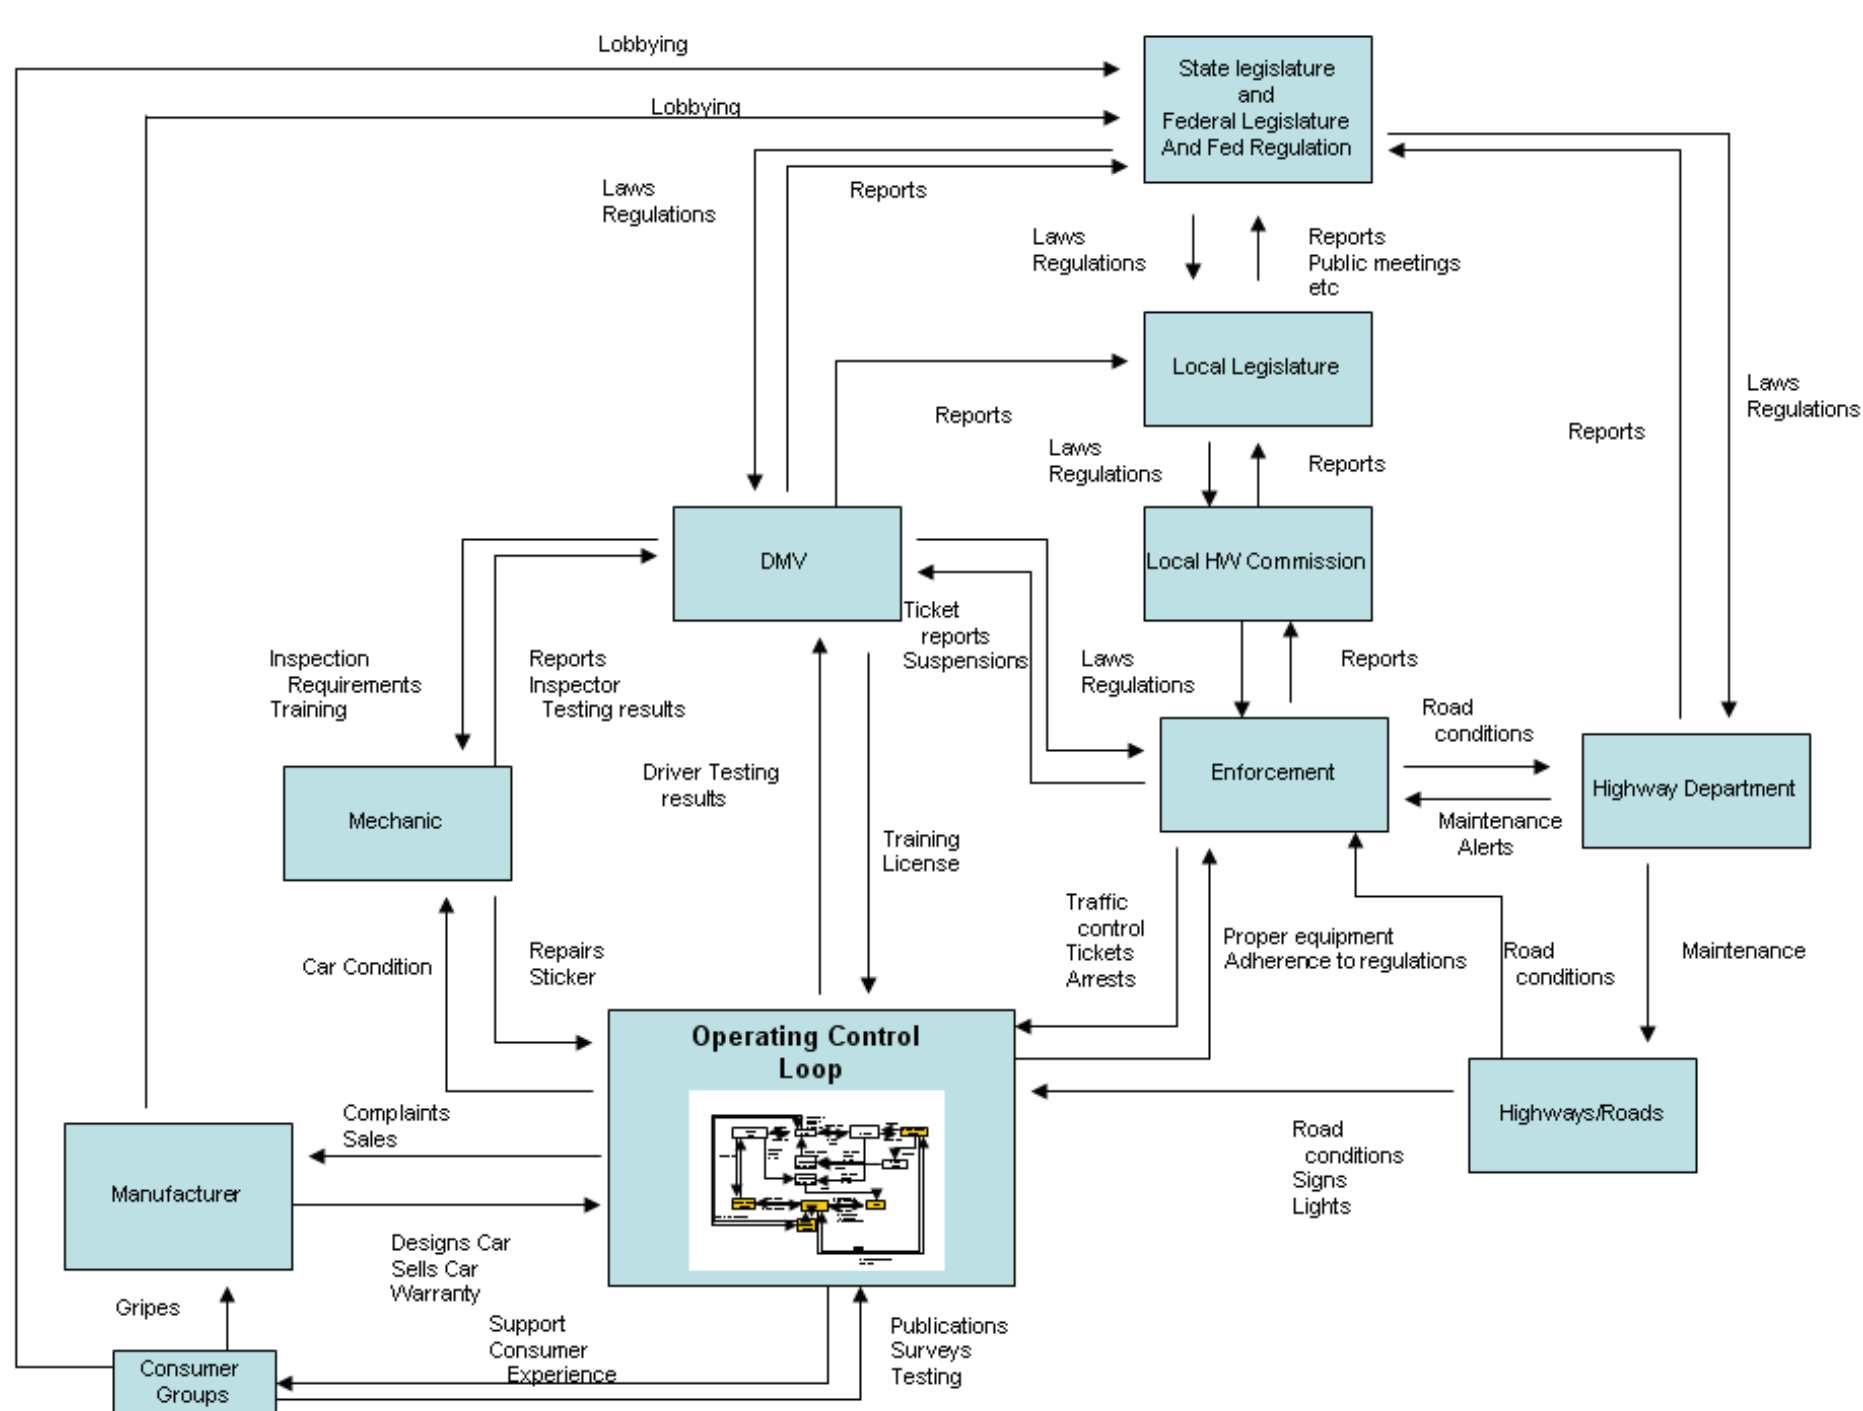 Lobbying
State legislature
and
Federal Legislature
And Fed Regulation
Lobbying
Laws
Regulations
Reports
Laws
Regulations
Reports
Public meetings
etc
Local Legislature
Laws
Regulations
Reports
Reports
Laws
Regulations
Reports
DMV
Local HW Commission
Ticket
reports
Suspensions
Inspection
Requirements
Training
Reports
Inspector
Testing results
Laws
Regulations
Reports
Road
conditions
Driver Testing
results
Enforcement
Highway Department
Mechanic
Maintenance
Alerts
Training
License
Traffic
control
Tickets
Arrests
Proper equipment
Adherence to regulations
Road
conditions
Maintenance
Car Condition
Repairs
Sticker
Operating Control
Loop
Complaints
Sales
Highways/Roads
Road
conditions
Signs
Lights
Manufacturer
Designs Car
Sells Car
Warranty
Gripes
Support
Consumer
Experience
Publications
Surveys
Testing
Consumer
Groups